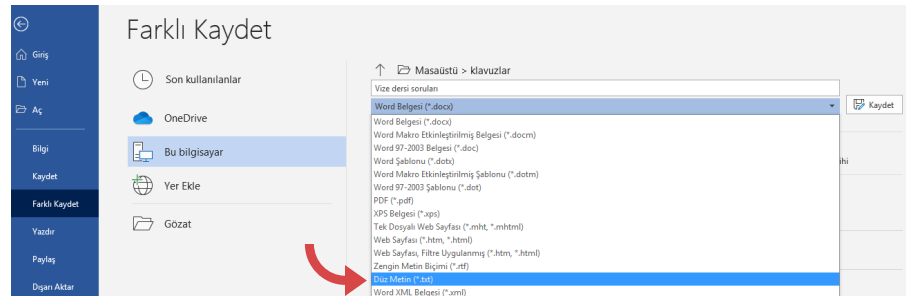 Farklı Kaydet
Giriş
Yeni
Aç
Bilgi
Kaydet
Farklı Kaydet
Yazdır
Paylaş
Dışarı Aktar
Son kullanılanlar
OneDrive
Bu bilgisayar
Yer Ekle
Gözat
Masaüstü > klavuzlar
Vize dersi soruları
Word Belgesi (*.docx)
Kaydet
Word Belgesi (*.docx)
Word Makro Etkinleştirilmiş Belgesi (*.docm)
Word 97-2003 Belgesi (*.doc)
Word Şablonu (*.dotx)
ihi
Word Makro Etkinleştirilmiş Şablonu (*.dotm)
Word 97-2003 Şablonu (*.dot)
PDF (*.pdf)
XPS Belgesi (*.xps)
Tek Dosyalı Web Sayfası (*.mht, *.mhtml)
Web Sayfası (*.htm, *.html)
Web Sayfası, Filtre Uygulanmış (*.htm, *.html)
Zengin Metin Biçimi (*.rtf)
Düz Metin (*.txt)
Word XML Belgesi (*.xml)